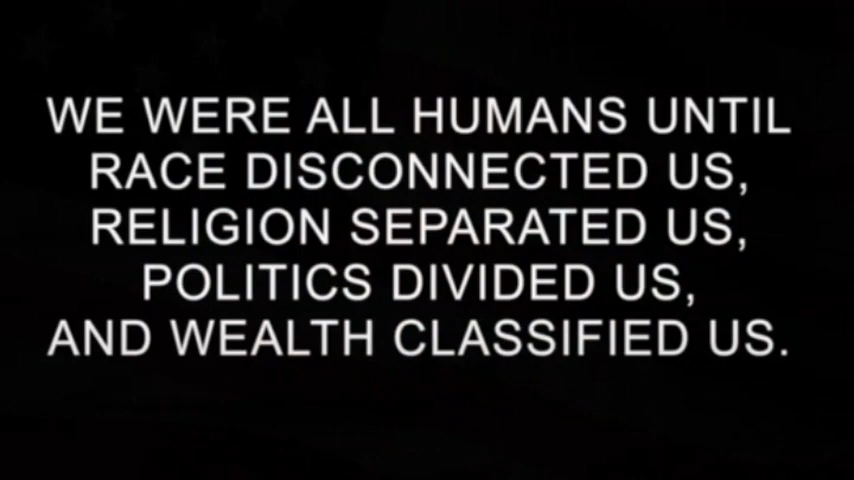 WE WERE ALL HUMANS UNTIL
RACE DISCONNECTED US,
RELIGION SEPARATED US,
POLITICS DIVIDED US,
AND WEALTH CLASSIFIED US.